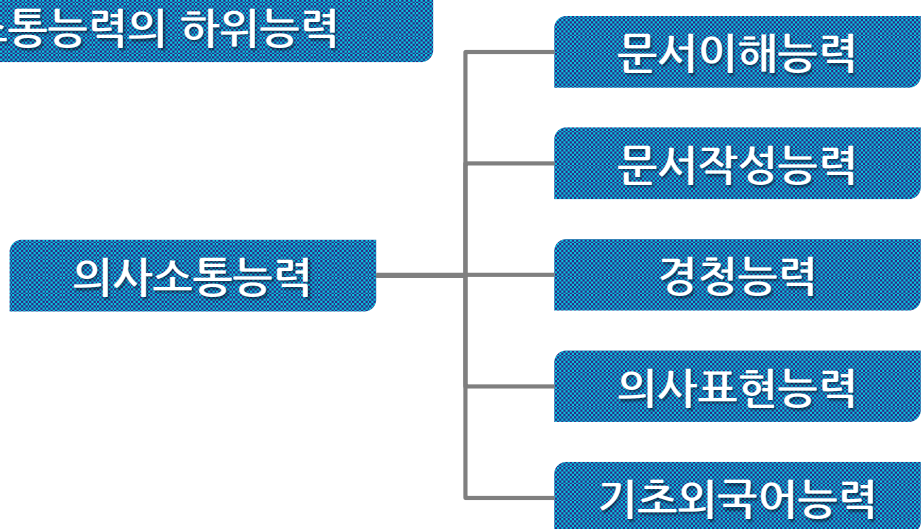 소통능력의 하위능력
문서이해능력
문서작성능력
의사소통능력
경청능력
의사표현능력
기초외국어능력